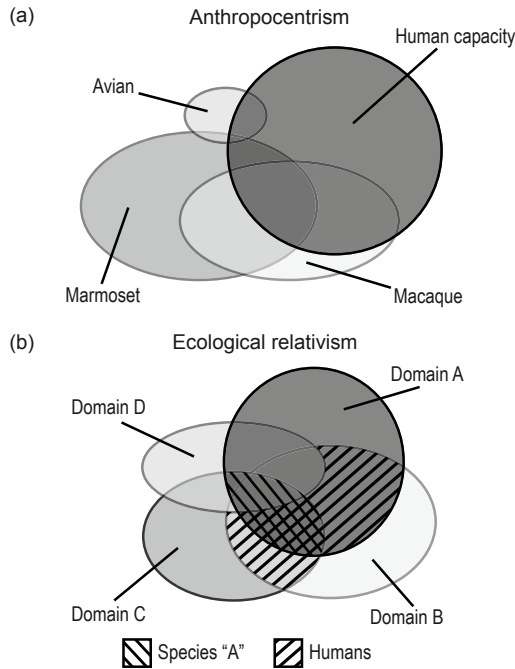 (a)
Anthropocentrism
Human capacity
Avian
Marmoset
Macaque
(b)
Ecological relativism
Domain A
Domain D
Domain C
Domain B
Species “A”
Humans